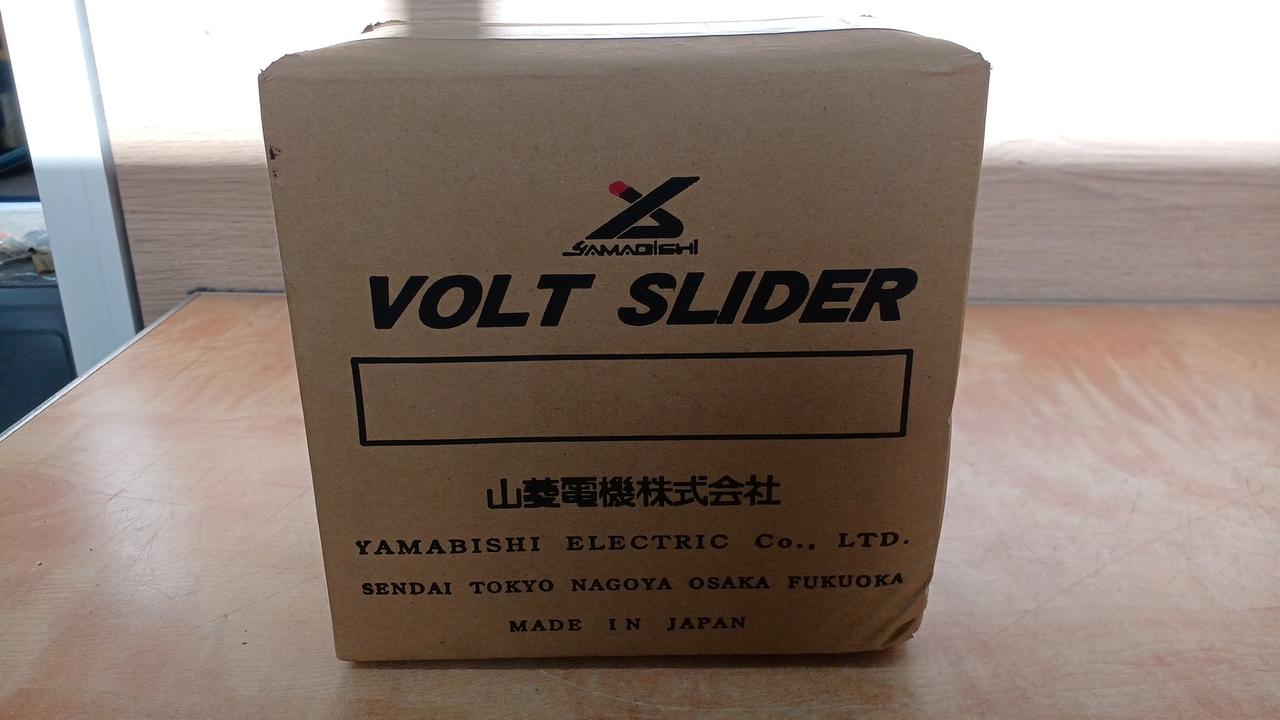 YAMABISHI
VOLT SLIDER
山菱電機株式会社
YAMABISHI ELECTRIC Co., LTD.
SENDAI TOKYO NAGOYA OSAKA FUKUOKA
MADE IN JAPAN